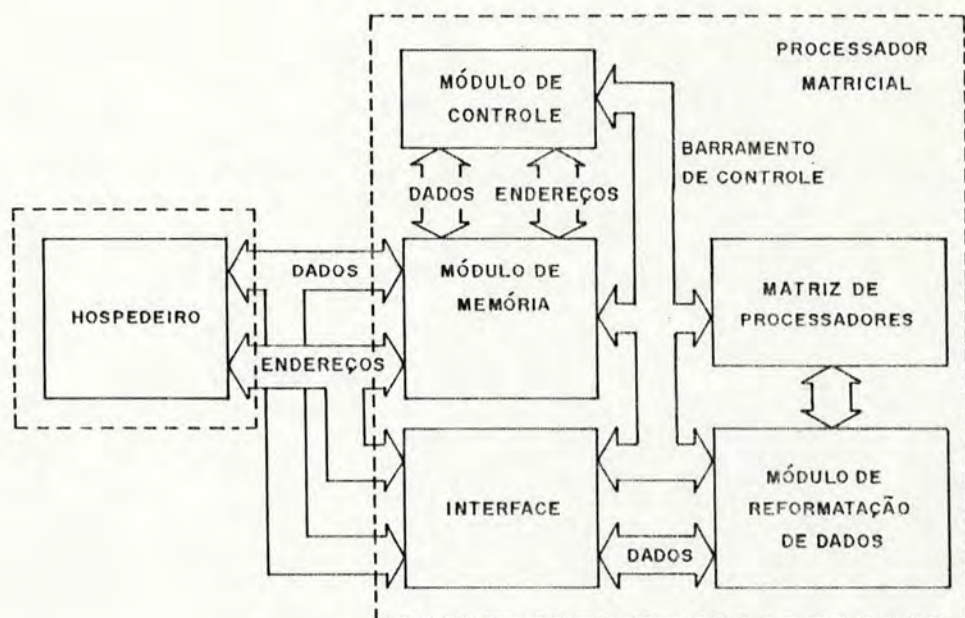 PROCESSADOR
MATRICIAL
MÓDULO DE
CONTROLE
BARRAMENTO
DE CONTROLE
DADOS
ENDEREÇOS
HOSPEDEIRO
DADOS
ENDEREÇOS
MÓDULO DE
MEMÓRIA
MATRIZ DE
PROCESSADORES
INTERFACE
DADOS
MÓDULO DE
REFORMATAÇÃO
DE DADOS